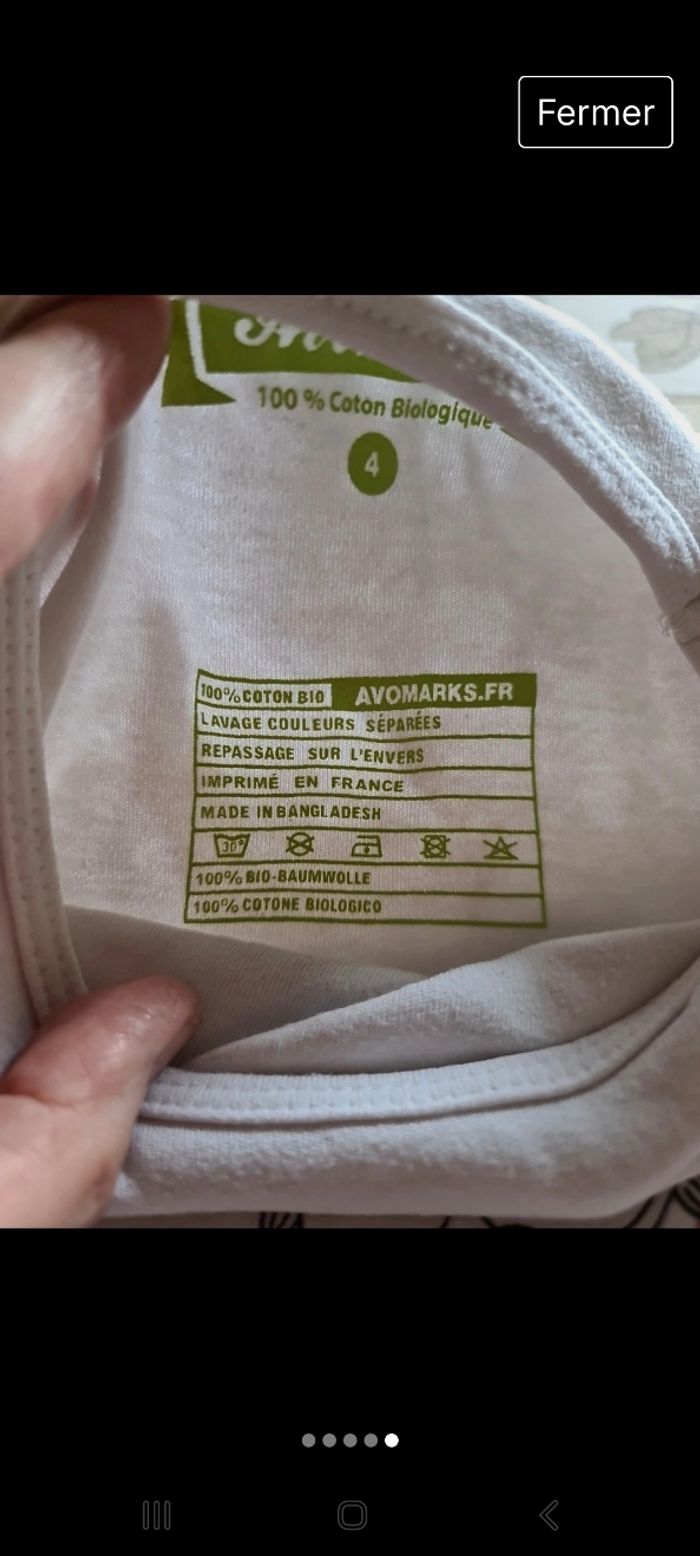 Fermer
100 % Coton Biologique
4
100% COTON BIO AVOMARKS.FR
LAVAGE COULEURS SÉPARÉES
REPASSAGE SUR L'ENVERS
IMPRIMÉ EN FRANCE
MADE IN BANGLADESH
30°
100% BIO-BAUMWOLLE
100% COTONE BIOLOGICO